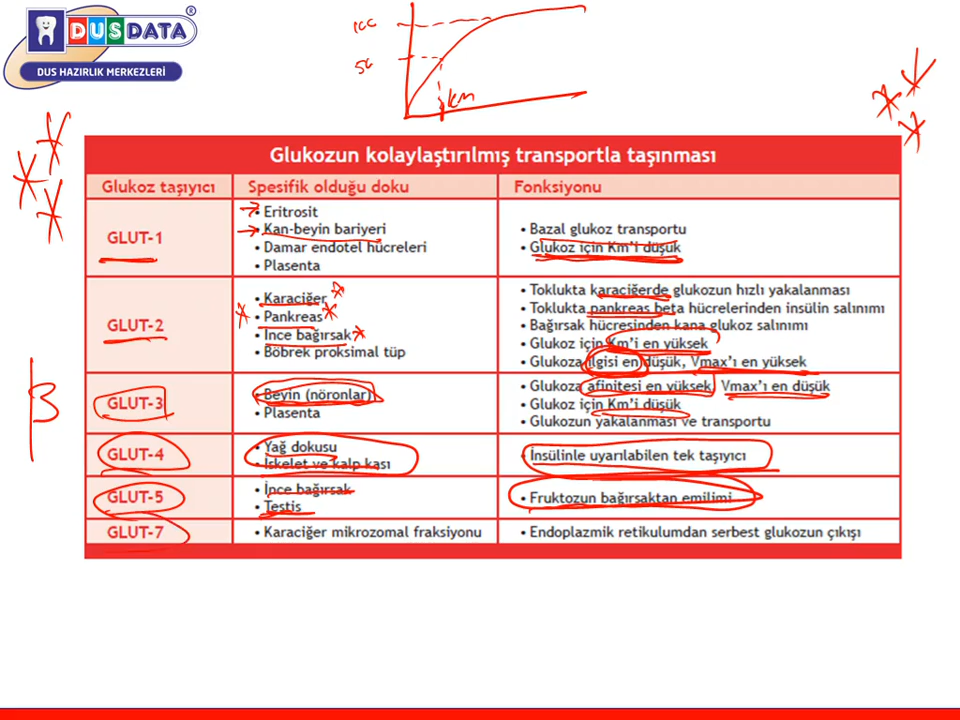 DUSDATA
DUS HAZIRLIK MERKEZLERİ
100
50
Km
Glukozun kolaylaştırılmış transportla taşınması
Glukoz taşıyıcı
Spesifik olduğu doku
Fonksiyonu
GLUT-1
• Eritrosit
• Kan-beyin bariyeri
• Damar endotel hücreleri
• Plasenta
• Bazal glukoz transportu
• Glukoz için Km'i düşük
GLUT-2
• Karaciğer
• Pankreas
• İnce bağırsak
• Böbrek proksimal tüp
• Toklukta karaciğerde glukozun hızlı yakalanması
• Toklukta pankreas beta hücrelerinden insülin salınımı
• Bağırsak hücresinden kana glukoz salınımı
• Glukoz için Km'i en yüksek
• Glukoza ilgisi en düşük, Vmax'ı en yüksek
GLUT-3
• Beyin (nöronlar)
• Plasenta
• Glukoza afinitesi en yüksek, Vmax'ı en düşük
• Glukoz için Km'i düşük
• Glukozun yakalanması ve transportu
GLUT-4
• Yağ dokusu
• İskelet ve kalp kası
• İnsülinle uyarılabilen tek taşıyıcı
GLUT-5
• İnce bağırsak
• Testis
• Fruktozun bağırsaktan emilimi
GLUT-7
• Karaciğer mikrozomal fraksiyonu
• Endoplazmik retikulumdan serbest glukozun çıkışı